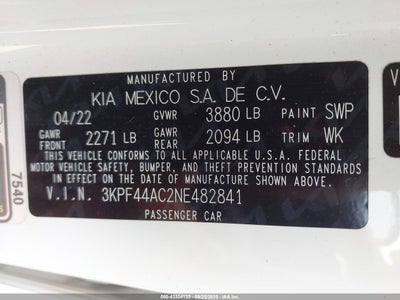 MANUFACTURED BY
KIA MEXICO S.A. DE C.V.
04/22 GVWR 3880 LB PAINT SWP
GAWR FRT 2271 LB GAWR REAR 2094 LB TRIM WK
THIS VEHICLE CONFORMS TO ALL APPLICABLE U.S.A. FEDERAL
MOTOR VEHICLE SAFETY, BUMPER, AND THEFT PREVENTION STANDARDS
IN EFFECT ON THE DATE OF MANUFACTURE SHOWN ABOVE.
V.I.N. 3KPF44AC2NE482841
PASSENGER CAR
7540
V